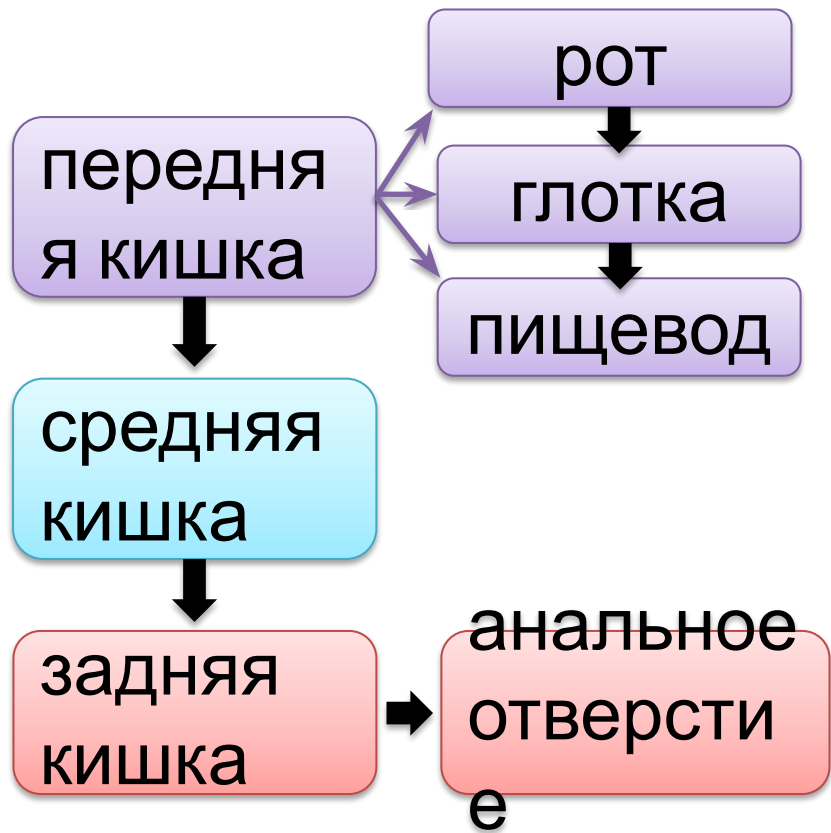 рот
передня
я кишка
глотка
пищевод
средняя
кишка
задняя
кишка
анальное
отверсти
е